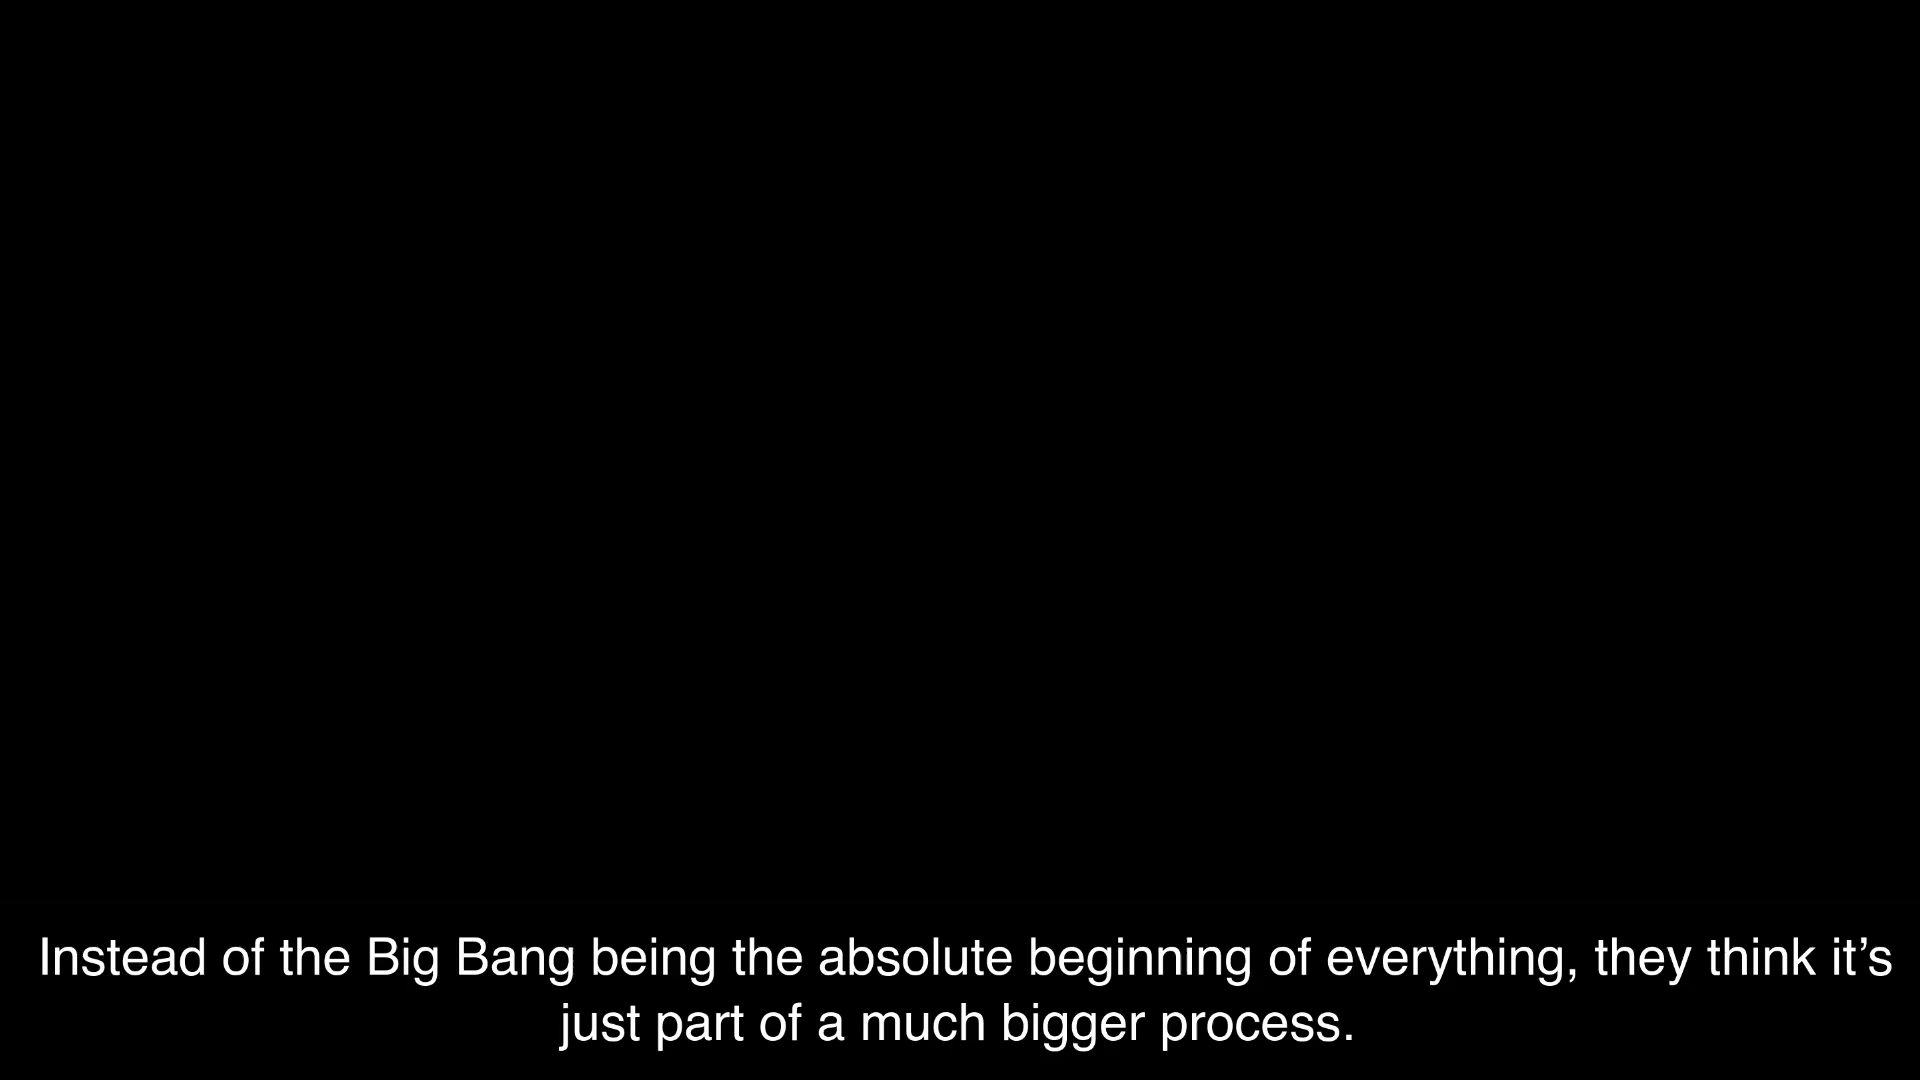 Instead of the Big Bang being the absolute beginning of everything, they think it’s
just part of a much bigger process.